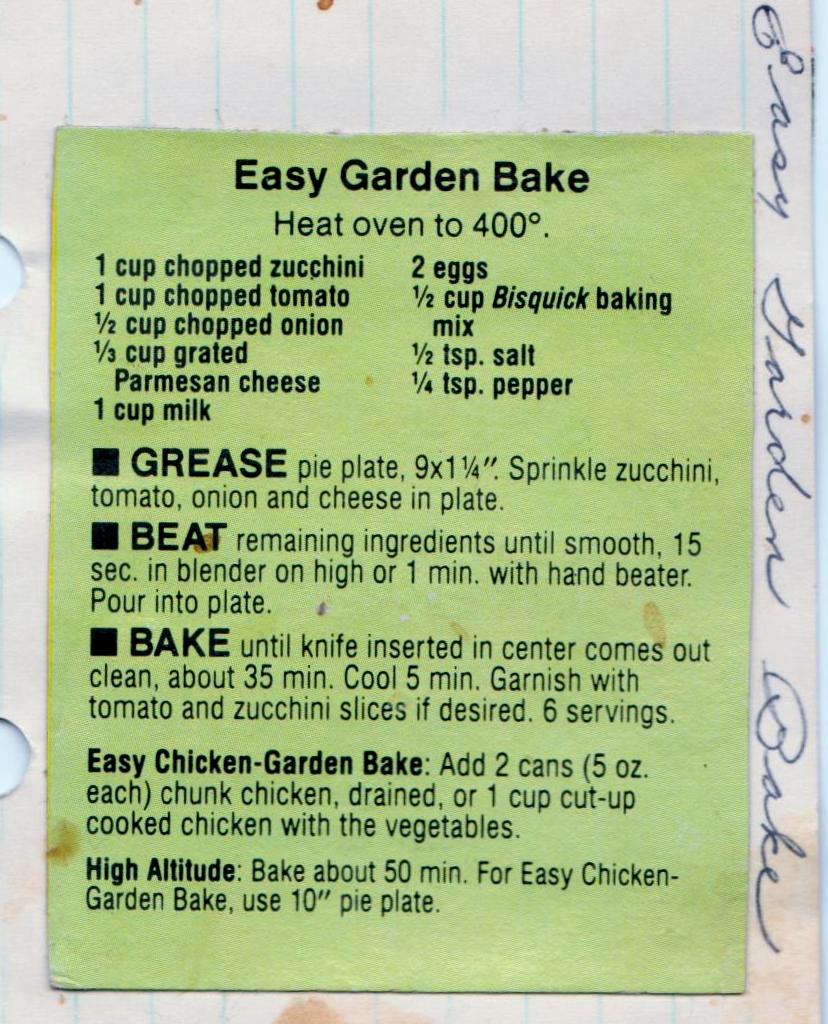 Easy Garden Bake
Heat oven to 400°.
1 cup chopped zucchini
1 cup chopped tomato
½ cup chopped onion
⅓ cup grated
Parmesan cheese
1 cup milk
2 eggs
½ cup Bisquick baking
mix
½ tsp. salt
¼ tsp. pepper
■ GREASE pie plate, 9x1¼". Sprinkle zucchini,
tomato, onion and cheese in plate.
■ BEAT remaining ingredients until smooth, 15
sec. in blender on high or 1 min. with hand beater.
Pour into plate.
■ BAKE until knife inserted in center comes out
clean, about 35 min. Cool 5 min. Garnish with
tomato and zucchini slices if desired. 6 servings.
Easy Chicken-Garden Bake: Add 2 cans (5 oz.
each) chunk chicken, drained, or 1 cup cut-up
cooked chicken with the vegetables.
High Altitude: Bake about 50 min. For Easy Chicken-
Garden Bake, use 10" pie plate.
Easy Garden Bake